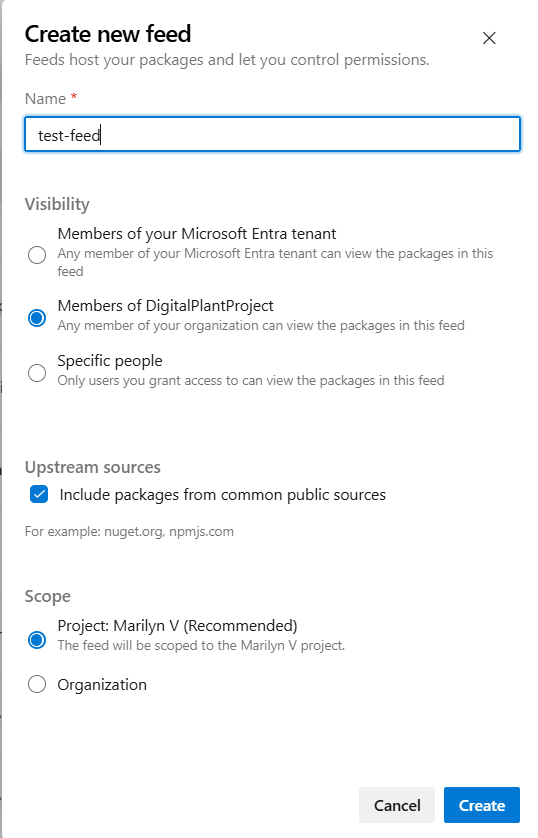 Create new feed
Feeds host your packages and let you control permissions.
Name *
test-feed
Visibility
Members of your Microsoft Entra tenant
Any member of your Microsoft Entra tenant can view the packages in this
feed
Members of DigitalPlantProject
Any member of your organization can view the packages in this feed
Specific people
Only users you grant access to can view the packages in this feed
Upstream sources
Include packages from common public sources
For example: nuget.org, npmjs.com
Scope
Project: Marilyn V (Recommended)
The feed will be scoped to the Marilyn V project.
Organization
Cancel
Create